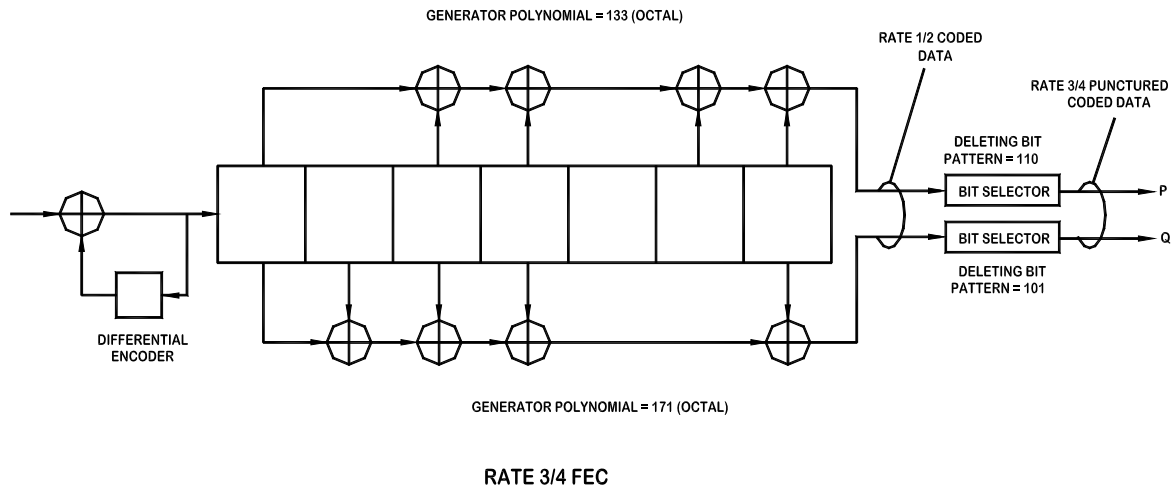 GENERATOR POLYNOMIAL = 133 (OCTAL)
RATE 1/2 CODED
DATA
RATE 3/4 PUNCTURED
CODED DATA
DELETING BIT
PATTERN = 110
BIT SELECTOR
P
BIT SELECTOR
Q
DELETING BIT
PATTERN = 101
DIFFERENTIAL
ENCODER
GENERATOR POLYNOMIAL = 171 (OCTAL)
RATE 3/4 FEC